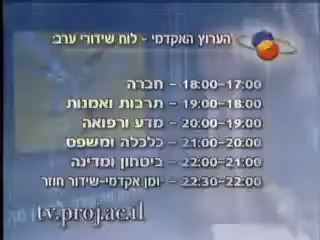 הערוץ האקדמי - לוח שידורי ערב:
18:00-17:00 - חברה
19:00-18:00 - תרבות ואמנות
20:00-19:00 - מדע ורפואה
21:00-20:00 - כלכלה ומשפט
22:00-21:00 - ביטחון ומדינה
22:30-22:00 - יומן אקדמי-שידור חוזר
tv.proj.ac.il